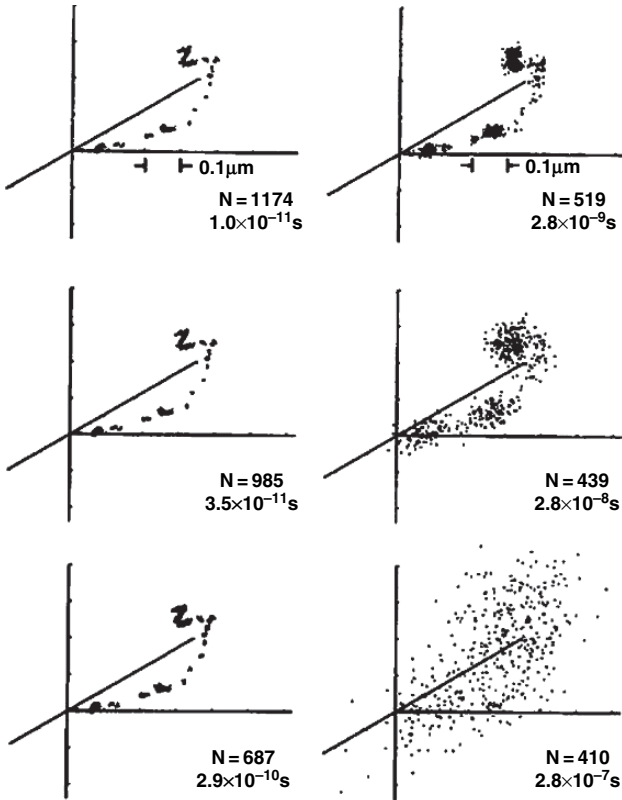 0.1μm
N = 1174
1.0×10⁻¹¹s
0.1μm
N = 519
2.8×10⁻⁹s
N = 985
3.5×10⁻¹¹s
N = 439
2.8×10⁻⁸s
N = 687
2.9×10⁻¹⁰s
N = 410
2.8×10⁻⁷s